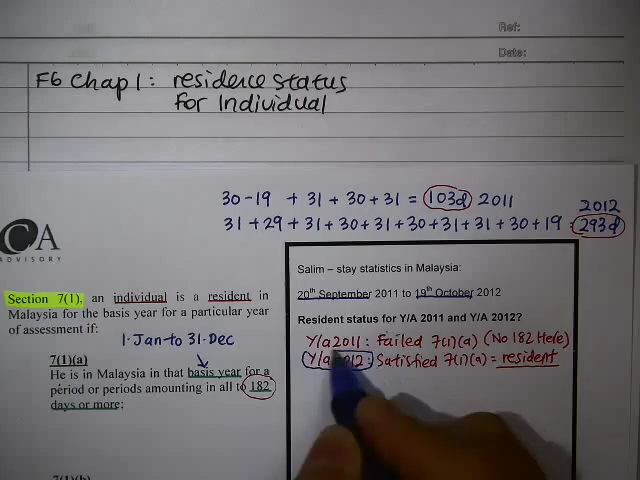 Ref:
Date:
F6 Chap 1: residence status
for Individual
30-19 + 31 + 30 + 31 = 103d 2011
2012
31 + 29 + 31 + 30 + 31 + 30 + 31 + 31 + 30 + 19 = 293d
CA
ADVISORY
Section 7(1), an individual is a resident in
Malaysia for the basis year for a particular year
of assessment if:
1-Jan-to 31-Dec
7(1)(a)
He is in Malaysia in that basis year for a
period or periods amounting in all to 182
days or more;
7(1)(b)
Salim – stay statistics in Malaysia:
20th September 2011 to 19th October 2012
Resident status for Y/A 2011 and Y/A 2012?
Y/a 2011: Failed 7(1)(a) (No 182 Here)
Y/a 2012: Satisfied 7(1)(a) = resident